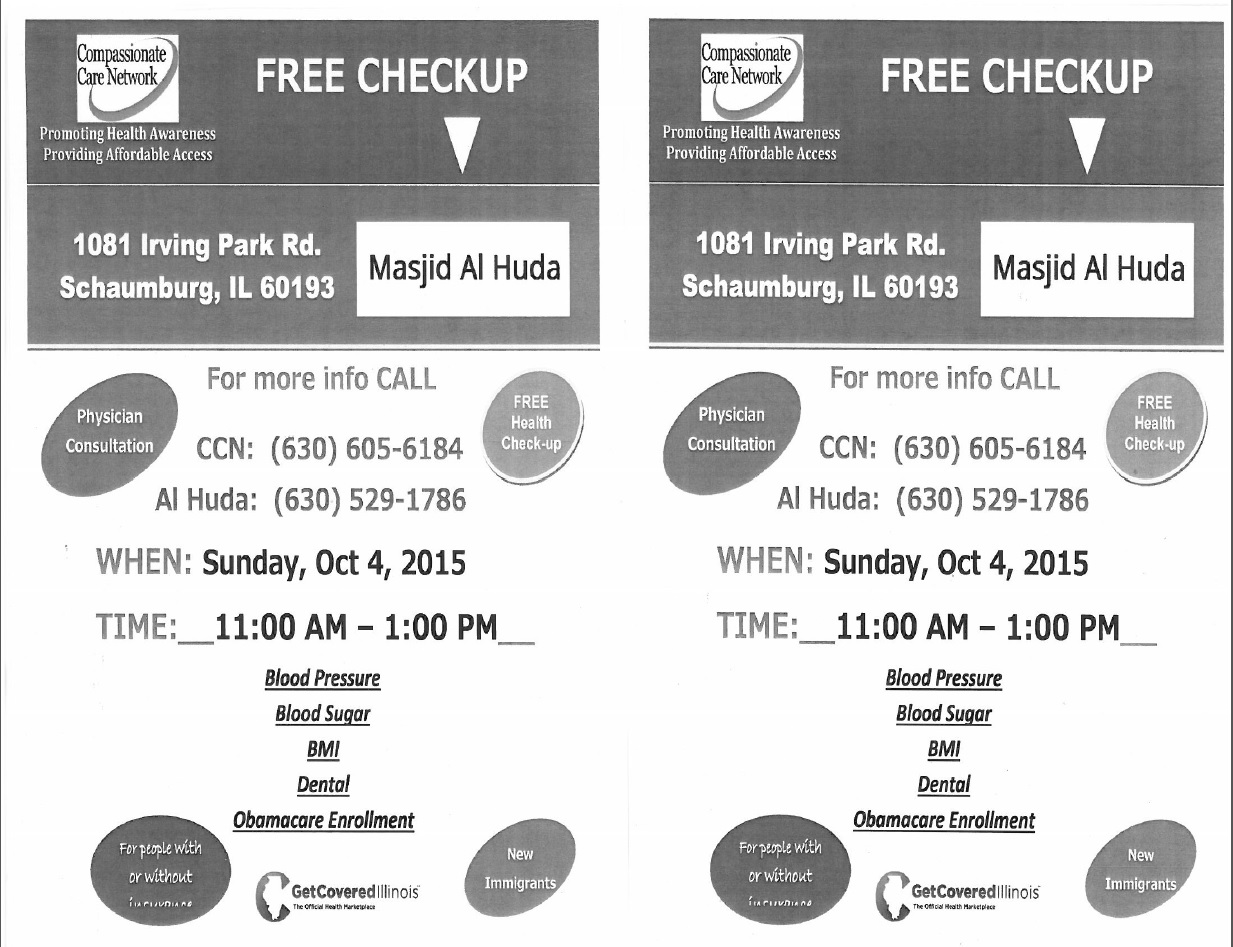 Compassionate
Care Network
FREE CHECKUP
Promoting Health Awareness
Providing Affordable Access
1081 Irving Park Rd.
Schaumburg, IL 60193
Masjid Al Huda
For more info CALL
Physician
Consultation
FREE
Health
Check-up
CCN: (630) 605-6184
Al Huda: (630) 529-1786
WHEN: Sunday, Oct 4, 2015
TIME:__11:00 AM – 1:00 PM__
Blood Pressure
Blood Sugar
BMI
Dental
Obamacare Enrollment
For people with
or without
New
Immigrants
GetCoveredIllinois
The Official Health Marketplace
Compassionate
Care Network
FREE CHECKUP
Promoting Health Awareness
Providing Affordable Access
1081 Irving Park Rd.
Schaumburg, IL 60193
Masjid Al Huda
For more info CALL
Physician
Consultation
FREE
Health
Check-up
CCN: (630) 605-6184
Al Huda: (630) 529-1786
WHEN: Sunday, Oct 4, 2015
TIME:__11:00 AM – 1:00 PM__
Blood Pressure
Blood Sugar
BMI
Dental
Obamacare Enrollment
For people with
or without
New
Immigrants
GetCoveredIllinois
The Official Health Marketplace